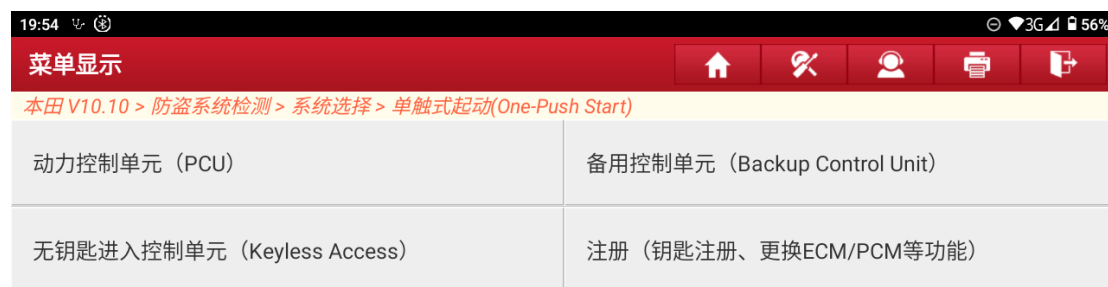 19:54 3G 56%
菜单显示
本田 V10.10 > 防盗系统检测 > 系统选择 > 单触式起动(One-Push Start)
动力控制单元（PCU） 备用控制单元（Backup Control Unit）
无钥匙进入控制单元（Keyless Access） 注册（钥匙注册、更换ECM/PCM等功能）